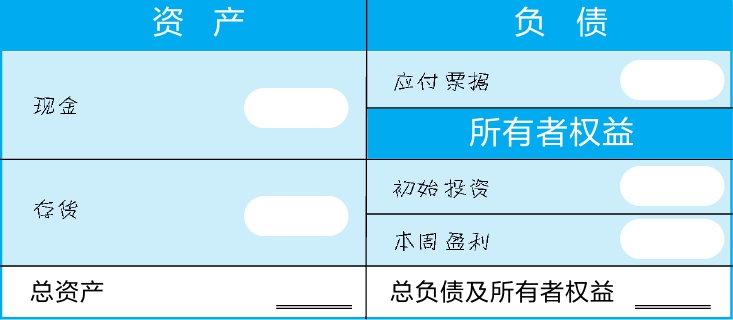 资 产
负 债
现金
应付票据
所有者权益
存货
初始投资
本周盈利
总资产
总负债及所有者权益